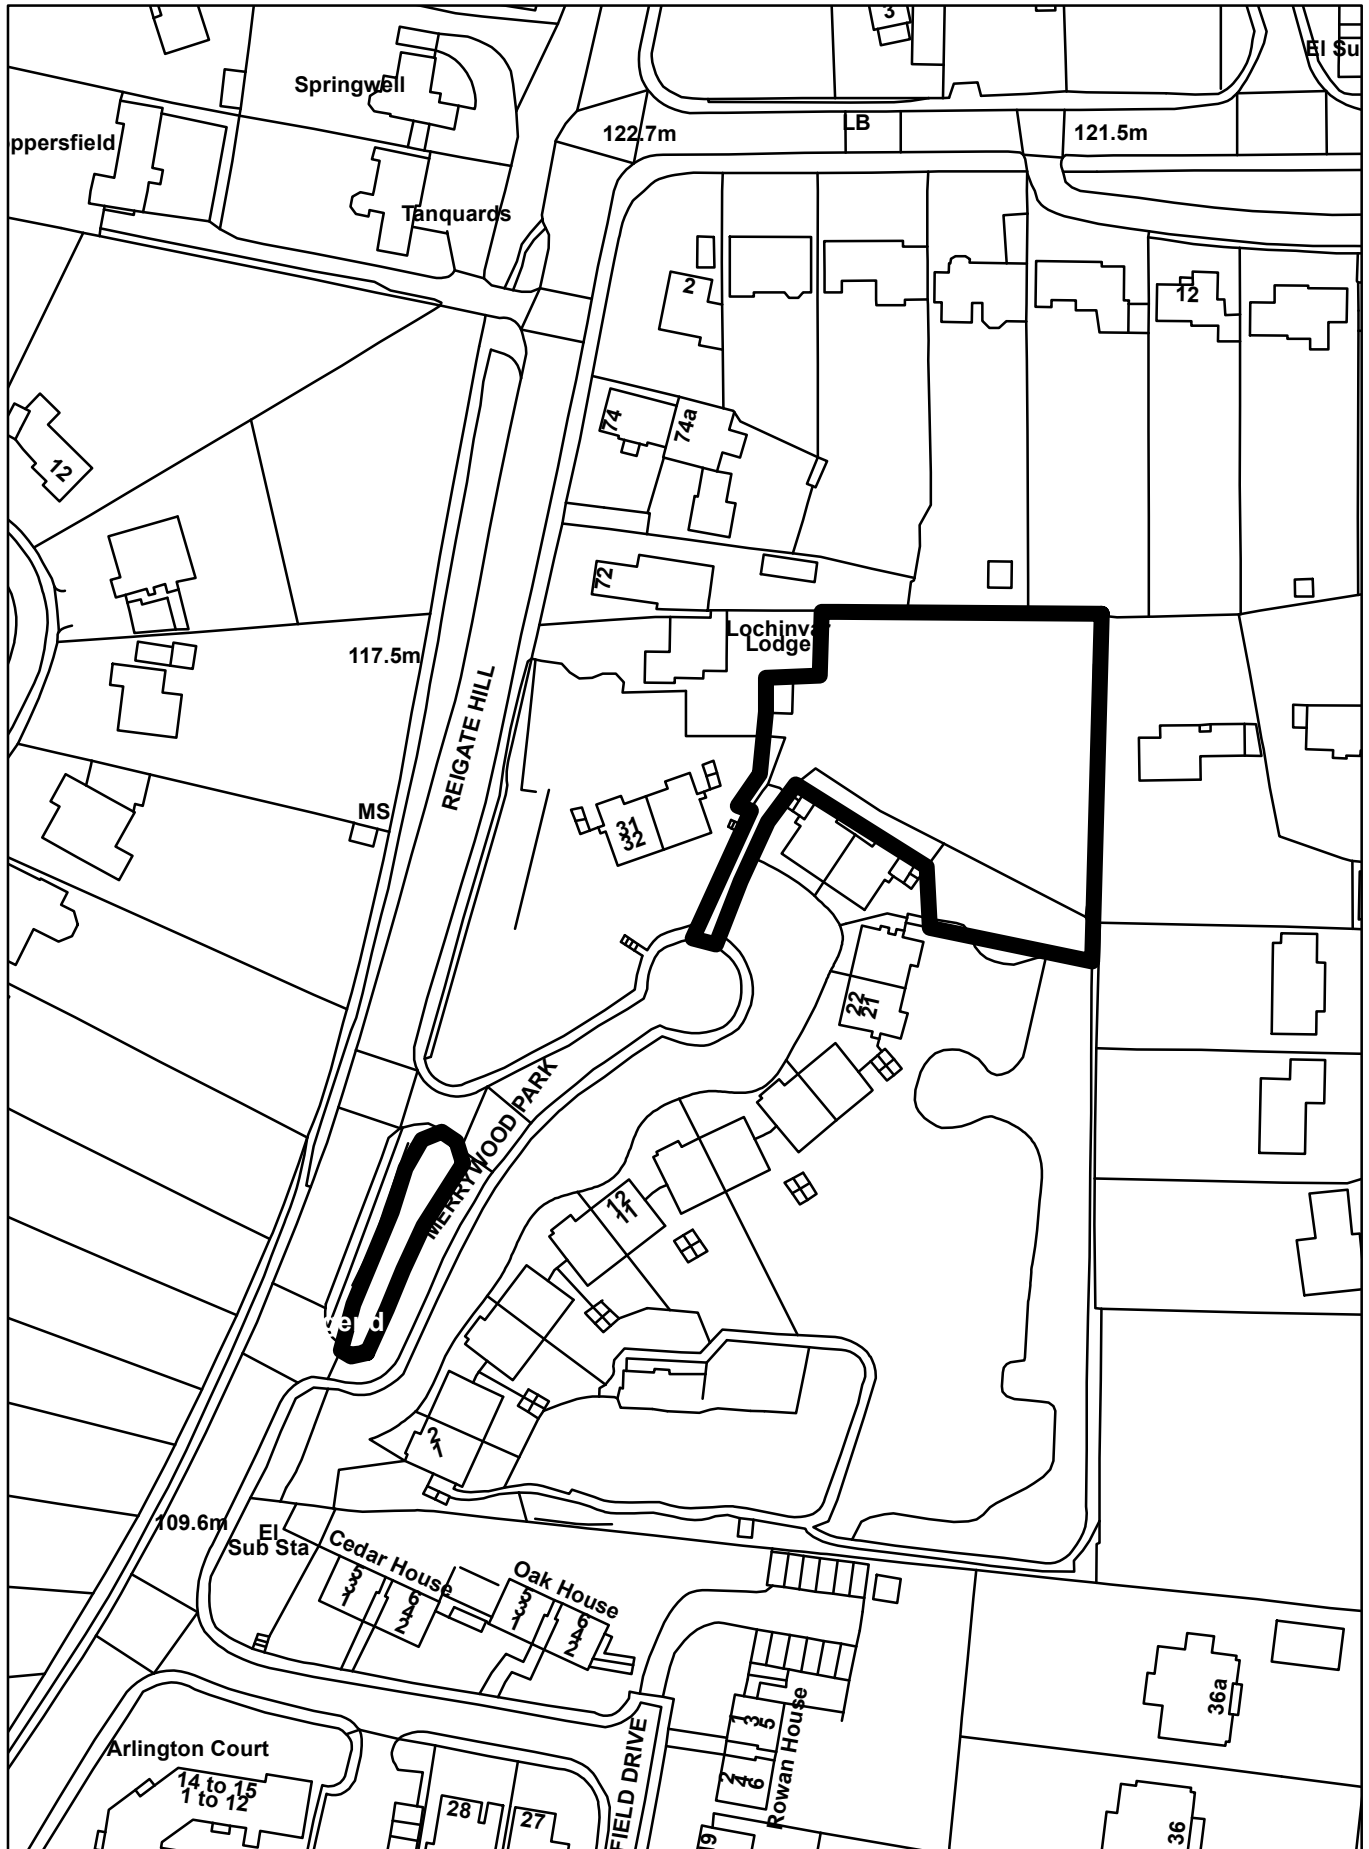 3
El Su
Springwell
LB
122.7m
121.5m
ppersfield
Tanquards
2
12
74
74a
12
72
Lochinvar
Lodge
117.5m
REIGATE HILL
MS
31
32
22
21
MERRYWOOD PARK
12
11
gend
2
1
109.6m
El
Sub Sta
Cedar House
5
3
1
6
4
2
Oak House
5
3
1
6
4
2
Rowan House
1
3
5
2
4
6
36a
Arlington Court
14 to 15
1 to 12
28
27
FIELD DRIVE
19
36